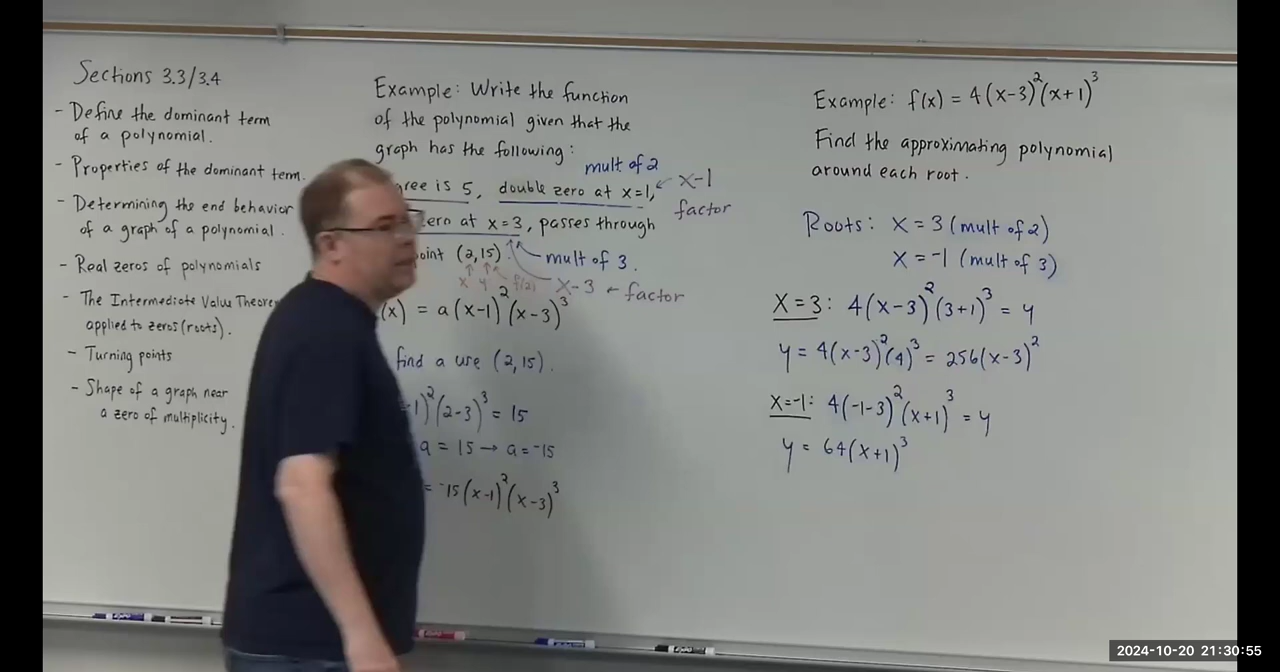 Sections 3.3/3.4
- Define the dominant term
of a polynomial.
- Properties of the dominant term.
- Determining the end behavior
of a graph of a polynomial.
- Real zeros of polynomials
- The Intermediate Value Theorem
applied to zeros (roots).
- Turning points
- Shape of a graph near
a zero of multiplicity.
Example: Write the function
of the polynomial given that the
graph has the following:
mult of 2
gree is 5, double zero at x=1, ← x-1
factor
zero at x=3, passes through
oint (2,15). mult of 3.
x y f(2) x-3 ← factor
(x) = a(x-1)²(x-3)³
find a use (2,15).
-1)²(2-3)³ = 15
a = 15 → a = -15
= -15(x-1)²(x-3)³
Example: f(x) = 4(x-3)²(x+1)³
Find the approximating polynomial
around each root.
Roots: x = 3 (mult of 2)
x = -1 (mult of 3)
x = 3: 4(x-3)²(3+1)³ = y
y = 4(x-3)²(4)³ = 256(x-3)²
x=-1: 4(-1-3)²(x+1)³ = y
y = 64(x+1)³
2024-10-20 21:30:55